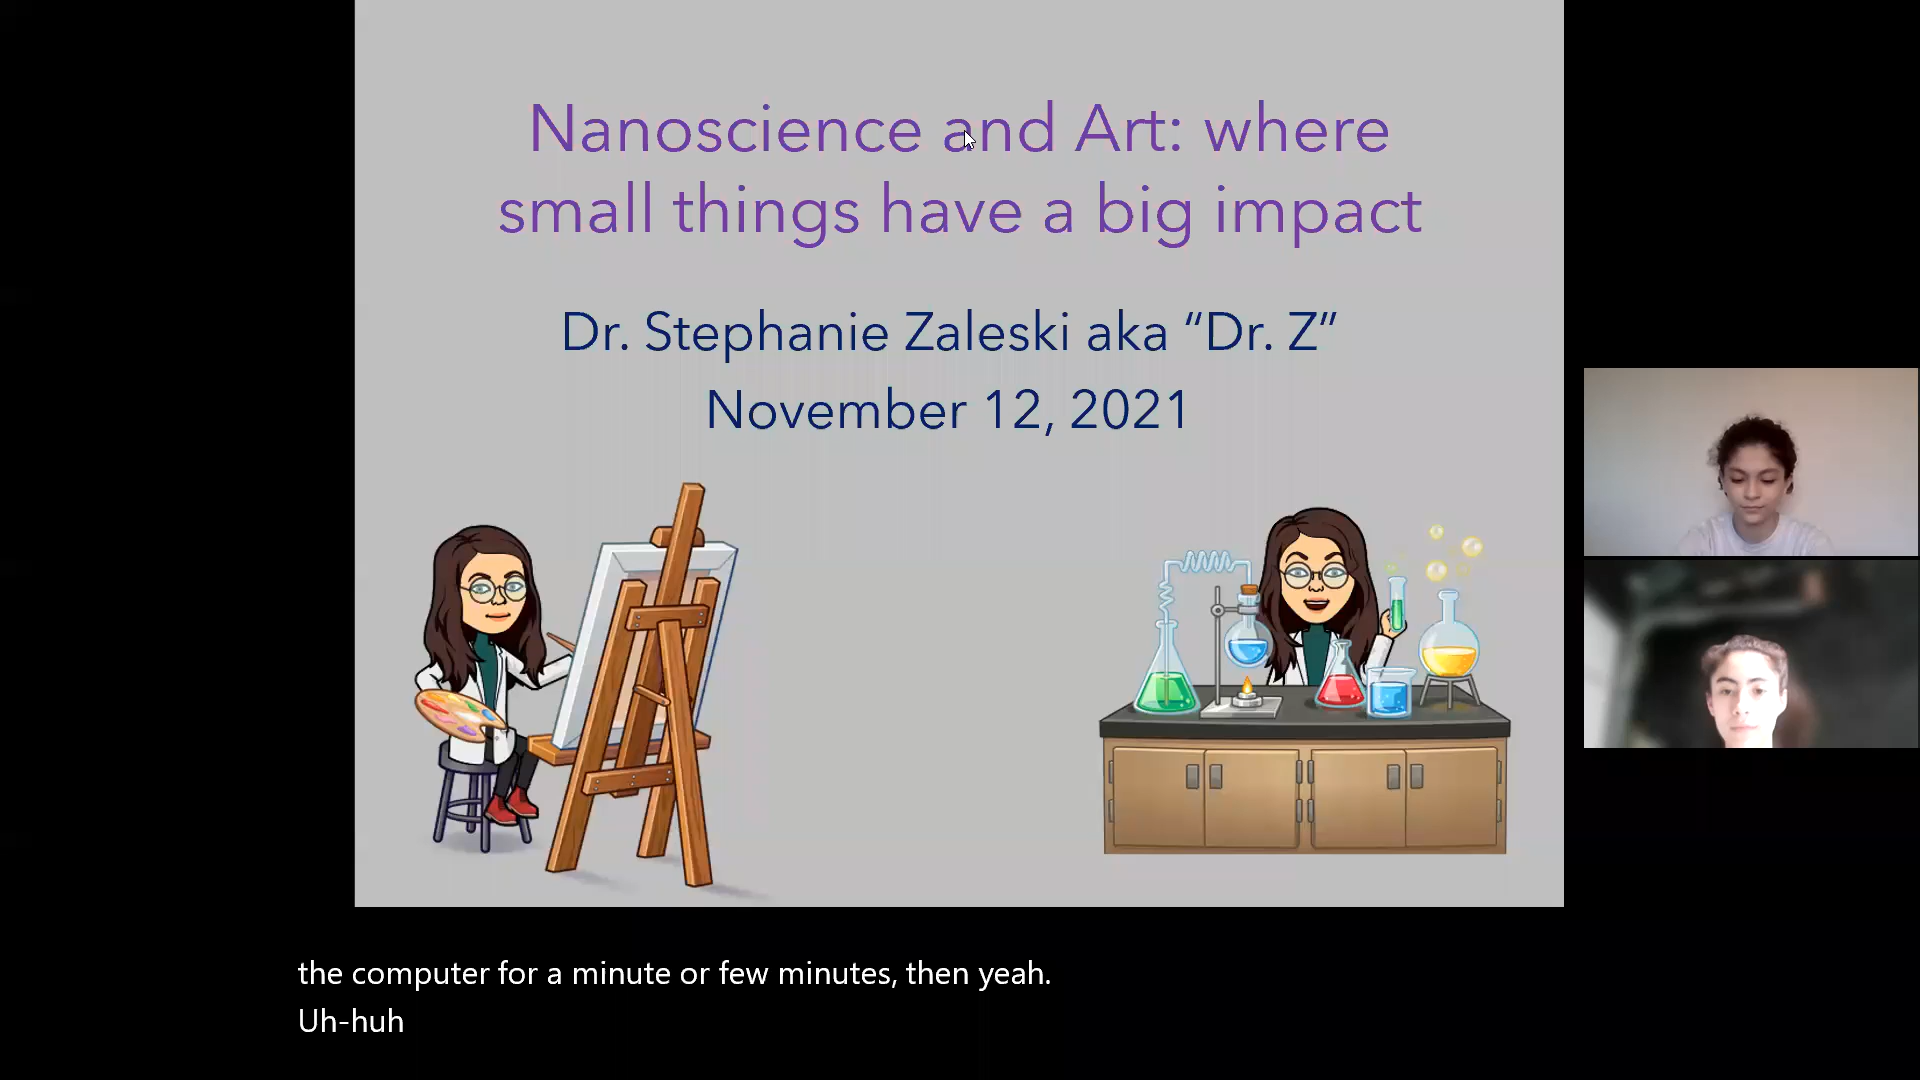 Nanoscience and Art: where
small things have a big impact
Dr. Stephanie Zaleski aka “Dr. Z”
November 12, 2021
the computer for a minute or few minutes, then yeah.
Uh-huh